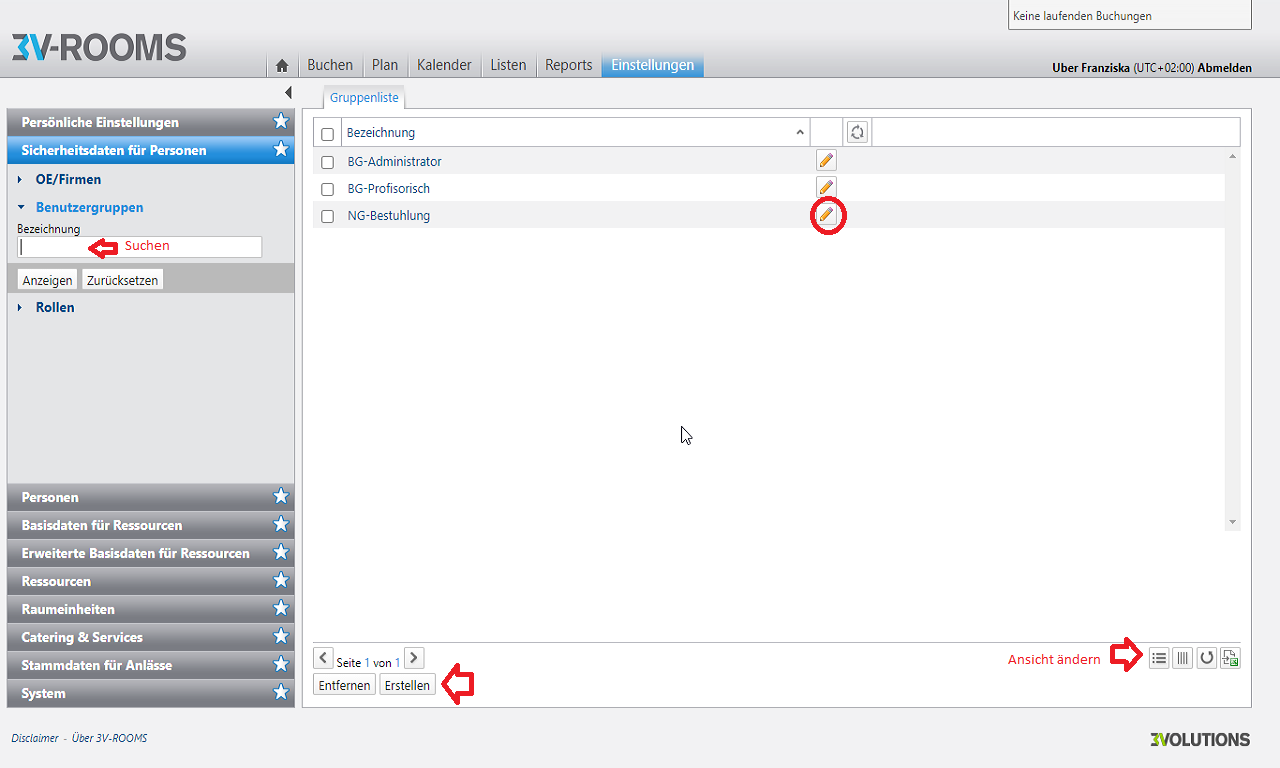 Keine laufenden Buchungen
3V-ROOMS
Buchen Plan Kalender Listen Reports Einstellungen
Uber Franziska (UTC+02:00) Abmelden
Persönliche Einstellungen
Sicherheitsdaten für Personen
OE/Firmen
Benutzergruppen
Bezeichnung
Suchen
Anzeigen Zurücksetzen
Rollen
Personen
Basisdaten für Ressourcen
Erweiterte Basisdaten für Ressourcen
Ressourcen
Raumeinheiten
Catering & Services
Stammdaten für Anlässe
System
Gruppenliste
Bezeichnung
BG-Administrator
BG-Profisorisch
NG-Bestuhlung
Seite 1 von 1
Ansicht ändern
Entfernen Erstellen
Disclaimer - Über 3V-ROOMS
3VOLUTIONS